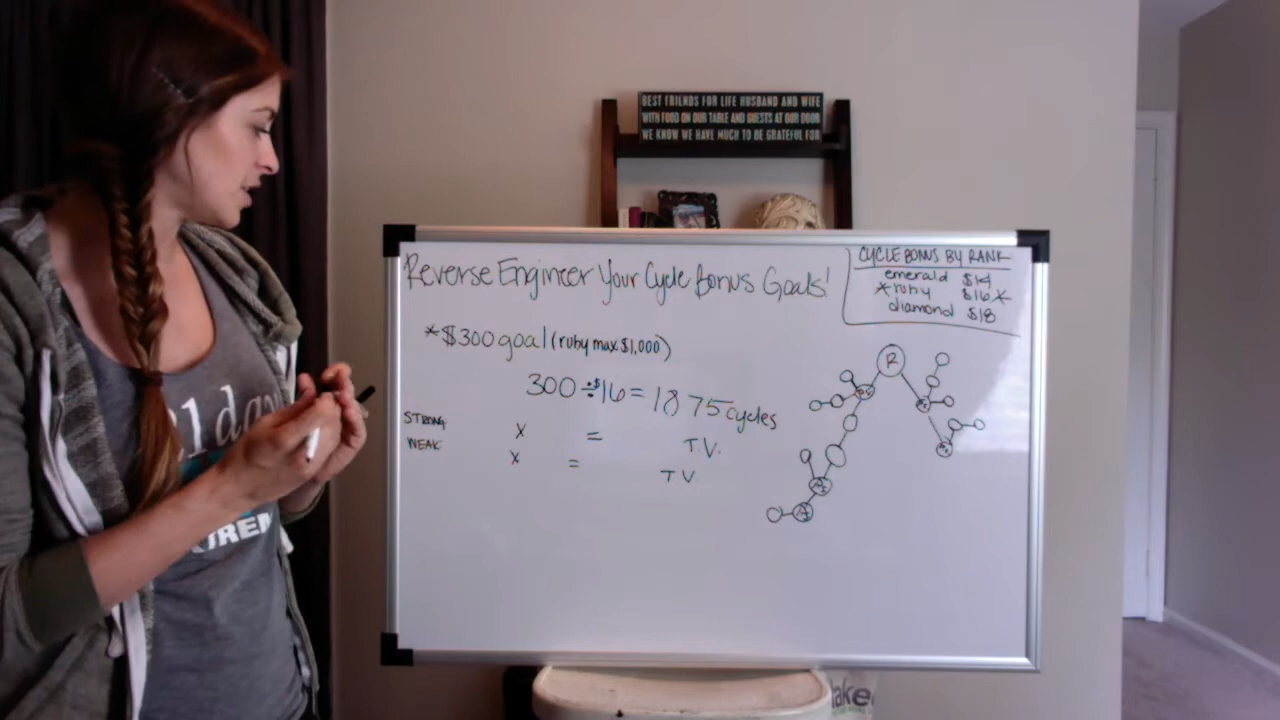 BEST FRIENDS FOR LIFE HUSBAND AND WIFE
WITH FOOD ON OUR TABLE AND GUESTS AT OUR DOOR
WE KNOW WE HAVE MUCH TO BE GRATEFUL FOR
Reverse Engineer Your Cycle Bonus Goals!
CYCLE BONUS BY RANK
emerald $14
*ruby $16*
diamond $18
*$300 goal (ruby max $1,000)
300 ÷ $16 = 1875 cycles
STRONG x = T.V.
WEAK x = T V.
R